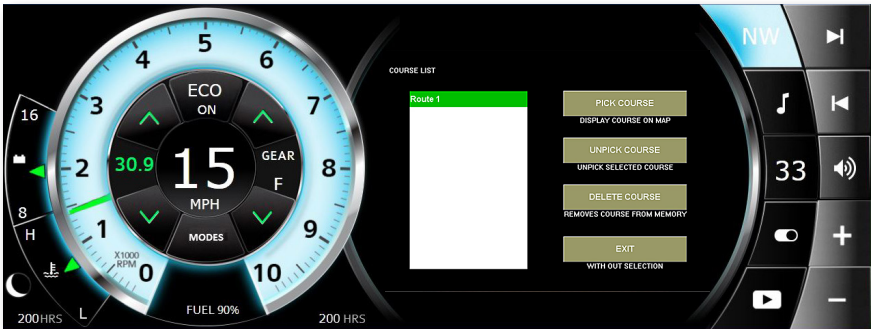 16
8
H
L
200 HRS
0
1
2
3
4
5
6
7
8
9
10
X1000
RPM
ECO
ON
30.9
15
MPH
GEAR
F
MODES
FUEL 90%
200 HRS
COURSE LIST
Route 1
PICK COURSE
DISPLAY COURSE ON MAP
UNPICK COURSE
UNPICK SELECTED COURSE
DELETE COURSE
REMOVES COURSE FROM MEMORY
EXIT
WITH OUT SELECTION
NW
33